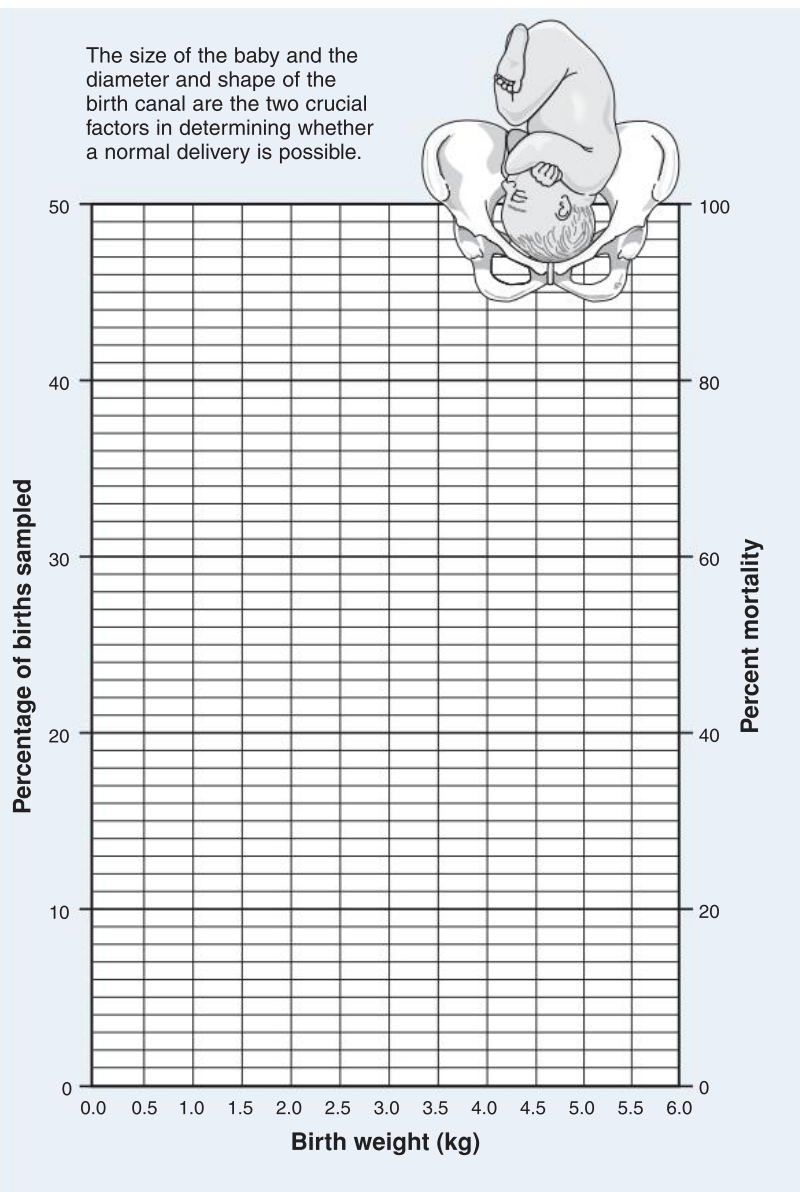 The size of the baby and the
diameter and shape of the
birth canal are the two crucial
factors in determining whether
a normal delivery is possible.
50
100
40
80
30
60
20
40
10
20
0
0
Percentage of births sampled
Percent mortality
0.0 0.5 1.0 1.5 2.0 2.5 3.0 3.5 4.0 4.5 5.0 5.5 6.0
Birth weight (kg)